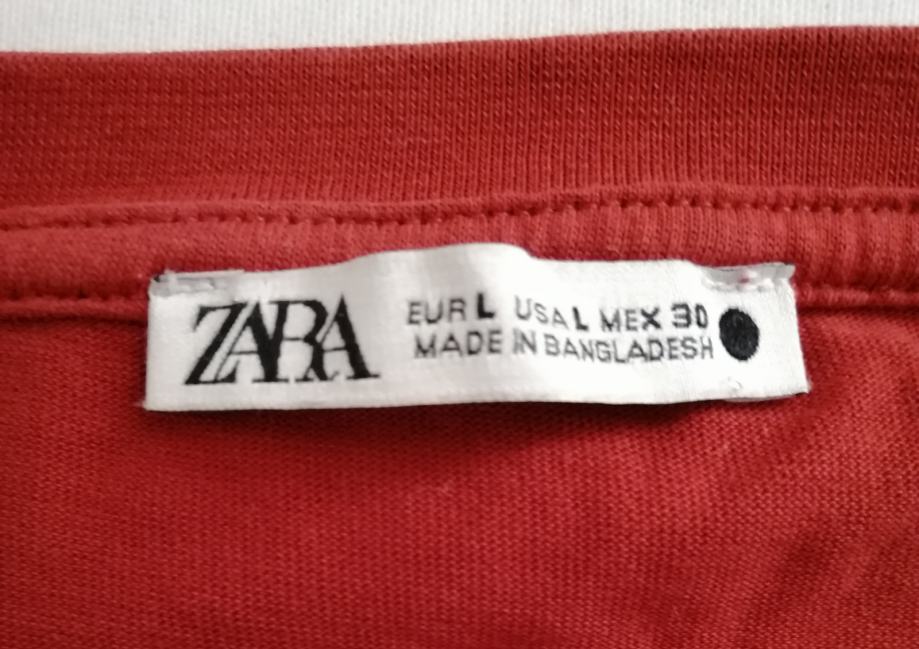 ZARA
EUR L USA L MEX 30
MADE IN BANGLADESH